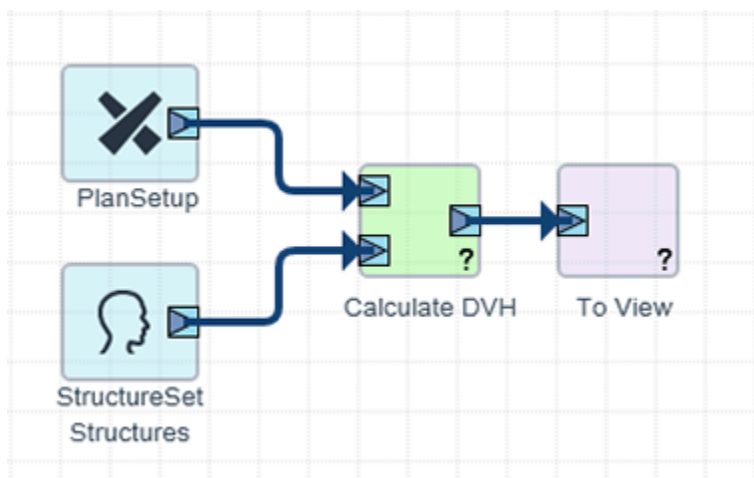 PlanSetup
?
?
Calculate DVH
To View
StructureSet
Structures